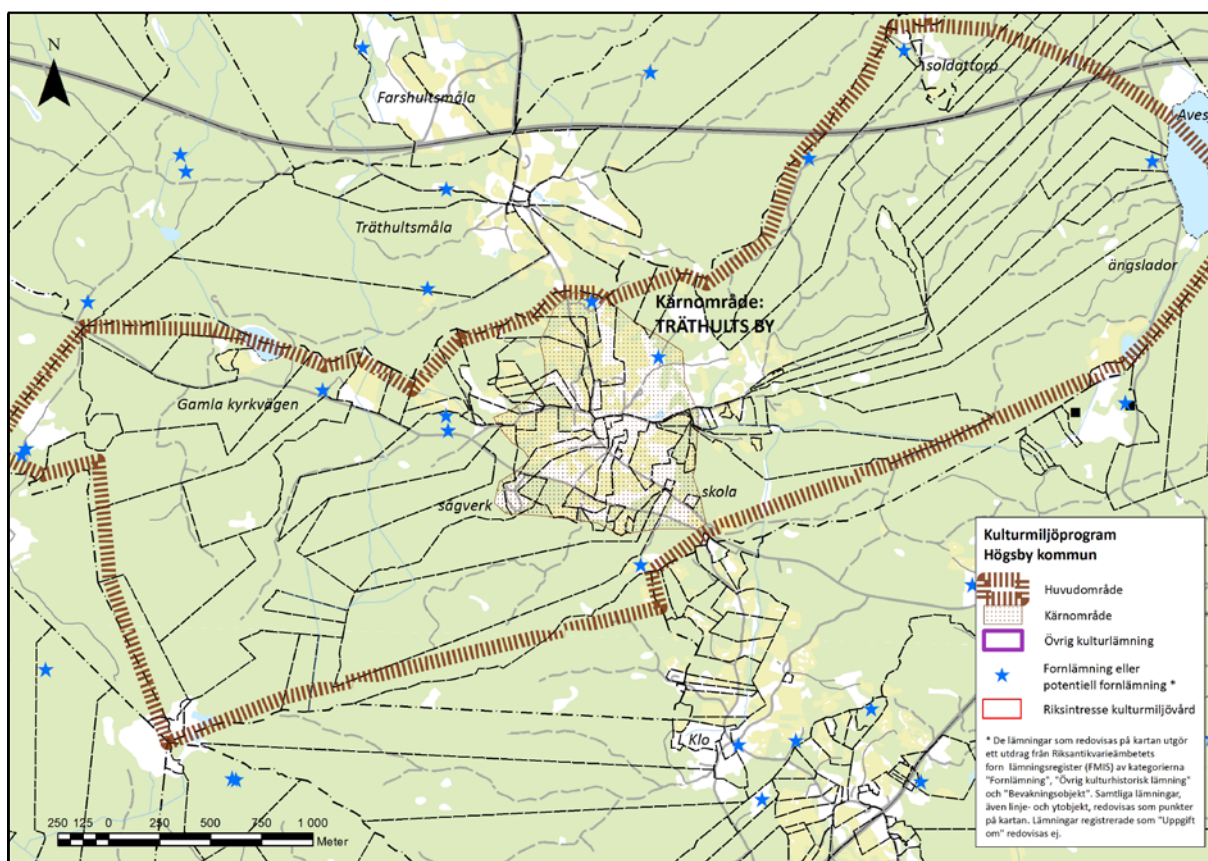 N
Farshultsmåla
soldattorp
Träthultsmåla
ängslador
Kärnområde:
TRÄTHULTS BY
Gamla kyrkvägen
sågverk
skola
Klo
250 125 0 250 500 750 1 000
Meter
Kulturmiljöprogram
Högsby kommun
Huvudområde
Kärnområde
Övrig kulturlämning
Fornlämning eller
potentiell fornlämning *
Riksintresse kulturmiljövård
* De lämningar som redovisas på kartan utgör
ett utdrag från Riksantikvarieämbetets
forn lämningsregister (FMIS) av kategorierna
"Fornlämning", "Övrig kulturhistorisk lämning"
och "Bevakningsobjekt". Samtliga lämningar,
även linje- och ytobjekt, redovisas som punkter
på kartan. Lämningar registrerade som "Uppgift
om" redovisas ej.